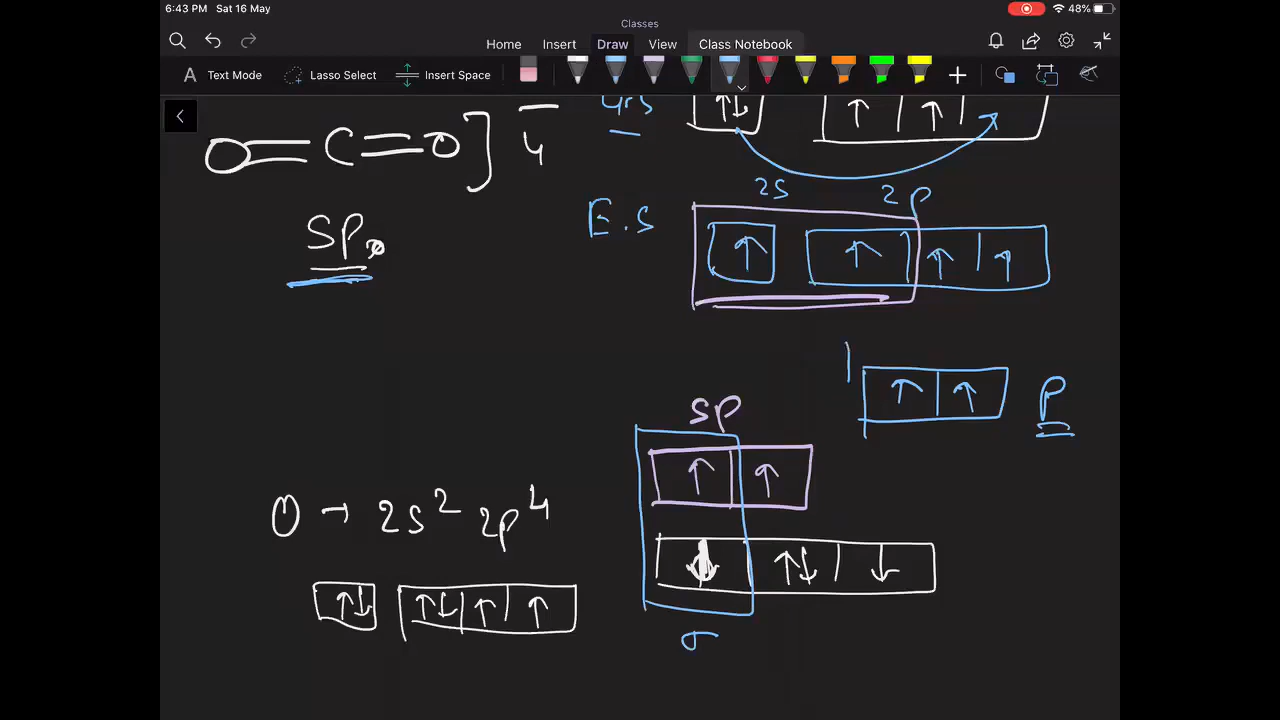 6:43 PM Sat 16 May
48%
Classes
Home Insert Draw View Class Notebook
Text Mode Lasso Select Insert Space
O=C=O] 4
2s 2p
E.S
SP
P
SP
O → 2s² 2p⁴
σ